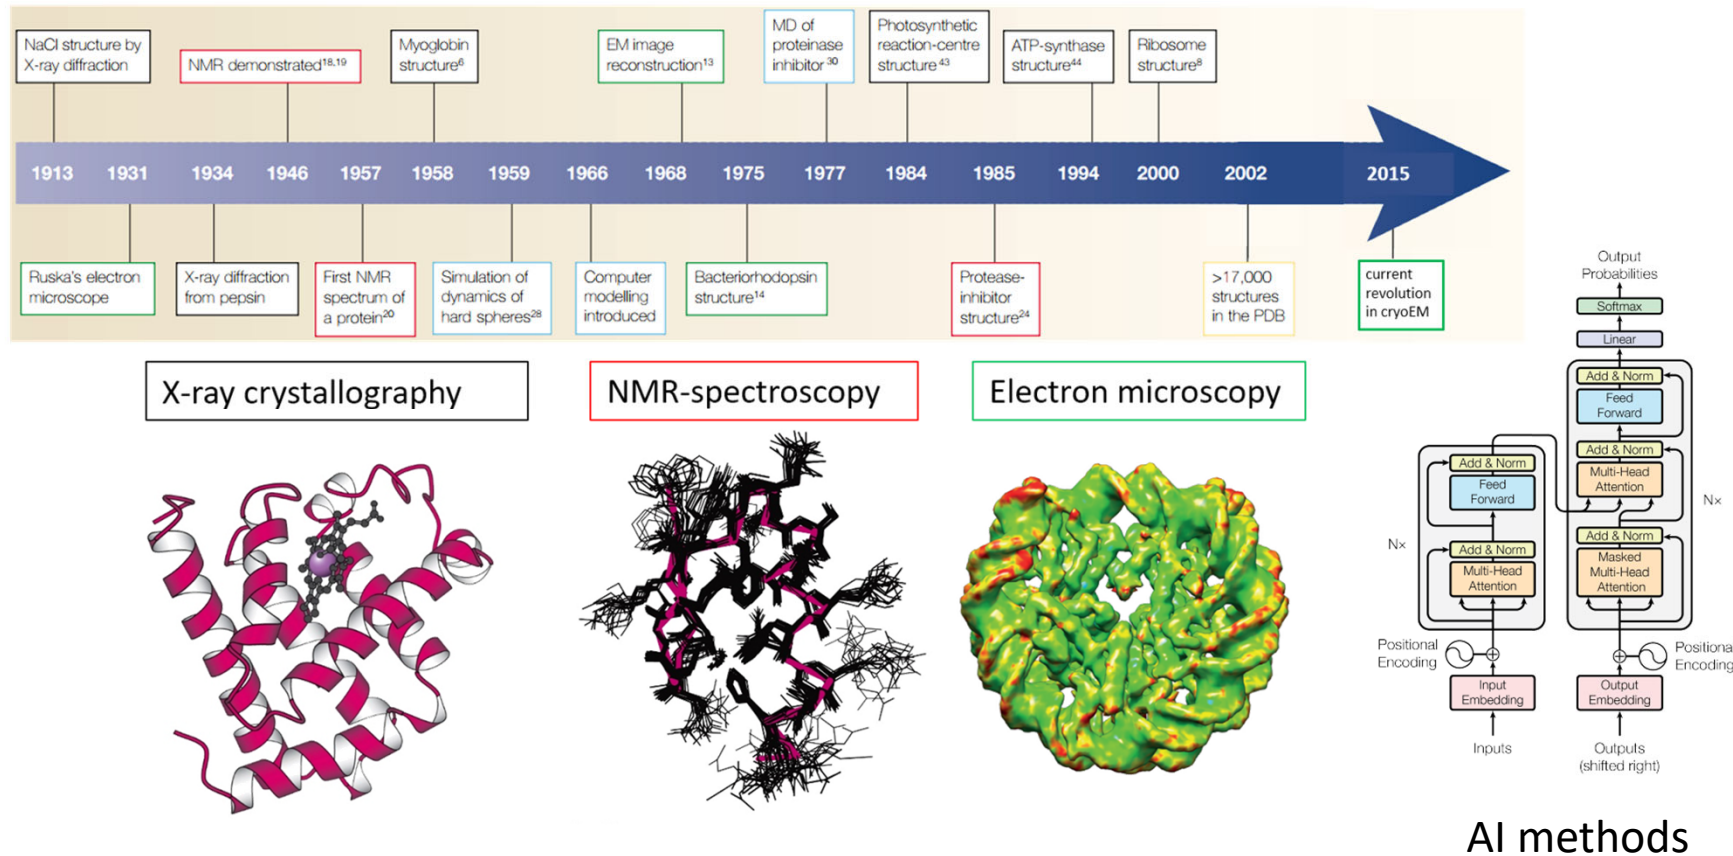 NaCl structure by
X-ray diffraction
NMR demonstrated18,19
Myoglobin
structure6
EM image
reconstruction13
MD of
proteinase
inhibitor 30
Photosynthetic
reaction-centre
structure 43
ATP-synthase
structure44
Ribosome
structure8
1913 1931 1934 1946 1957 1958 1959 1966 1968 1975 1977 1984 1985 1994 2000 2002 2015
Ruska's electron
microscope
X-ray diffraction
from pepsin
First NMR
spectrum of
a protein20
Simulation of
dynamics of
hard spheres28
Computer
modelling
introduced
Bacteriorhodopsin
structure14
Protease-
inhibitor
structure24
>17,000
structures
in the PDB
current
revolution
in cryoEM
X-ray crystallography
NMR-spectroscopy
Electron microscopy
Output
Probabilities
Softmax
Linear
Add & Norm
Feed
Forward
Add & Norm
Multi-Head
Attention
Add & Norm
Masked
Multi-Head
Attention
Nx
Positional
Encoding
Output
Embedding
Outputs
(shifted right)
Add & Norm
Feed
Forward
Add & Norm
Multi-Head
Attention
Nx
Positional
Encoding
Input
Embedding
Inputs
AI methods